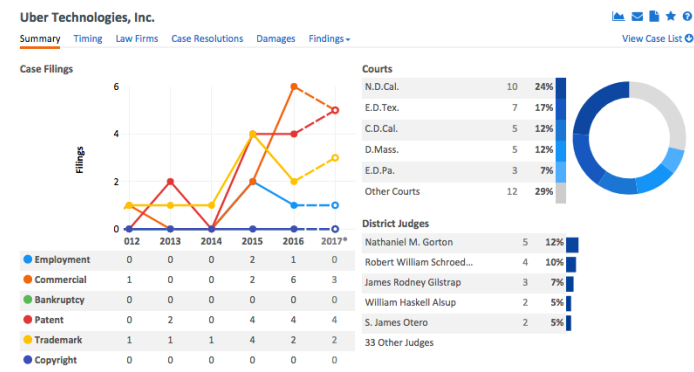 Uber Technologies, Inc.
Summary Timing Law Firms Case Resolutions Damages Findings
View Case List
Case Filings
6
4
2
0
Filings
012 2013 2014 2015 2016 2017*
Employment 0 0 0 2 1 0
Commercial 1 0 0 2 6 3
Bankruptcy 0 0 0 0 0 0
Patent 0 2 0 4 4 4
Trademark 1 1 1 4 2 2
Copyright 0 0 0 0 0 0
Courts
N.D.Cal. 10 24%
E.D.Tex. 7 17%
C.D.Cal. 5 12%
D.Mass. 5 12%
E.D.Pa. 3 7%
Other Courts 12 29%
District Judges
Nathaniel M. Gorton 5 12%
Robert William Schroed... 4 10%
James Rodney Gilstrap 3 7%
William Haskell Alsup 2 5%
S. James Otero 2 5%
33 Other Judges